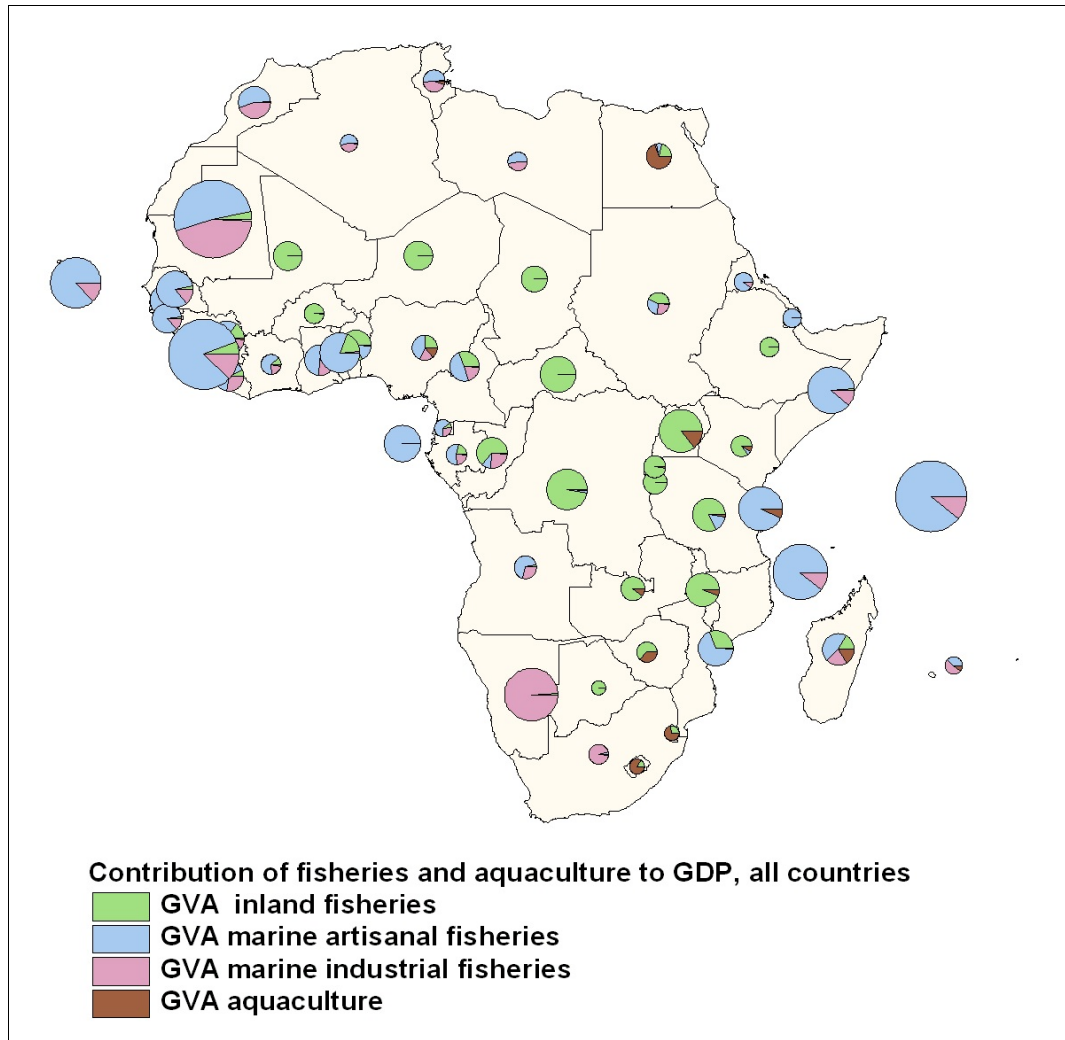 Contribution of fisheries and aquaculture to GDP, all countries
GVA inland fisheries
GVA marine artisanal fisheries
GVA marine industrial fisheries
GVA aquaculture